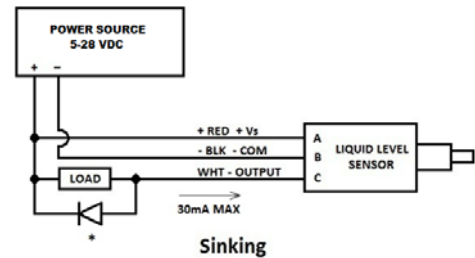 POWER SOURCE
5-28 VDC
+ −
+ RED + Vs
A
- BLK - COM
B
LIQUID LEVEL
SENSOR
LOAD
WHT - OUTPUT
C
30mA MAX
*
Sinking